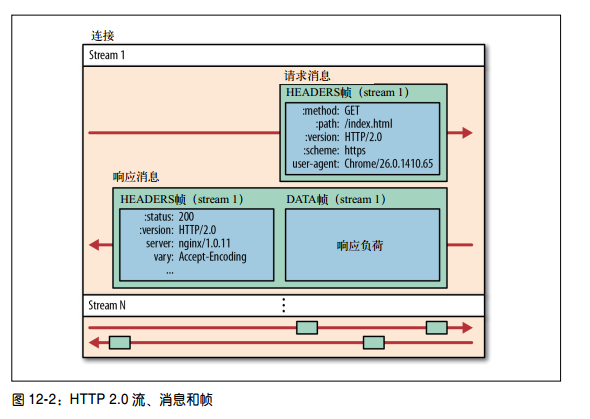 连接
Stream 1
请求消息
HEADERS帧（stream 1）
:method: GET
:path: /index.html
:version: HTTP/2.0
:scheme: https
user-agent: Chrome/26.0.1410.65
响应消息
HEADERS帧（stream 1）
:status: 200
:version: HTTP/2.0
server: nginx/1.0.11
vary: Accept-Encoding
...
DATA帧（stream 1）
响应负荷
Stream N
图 12-2：HTTP 2.0 流、消息和帧